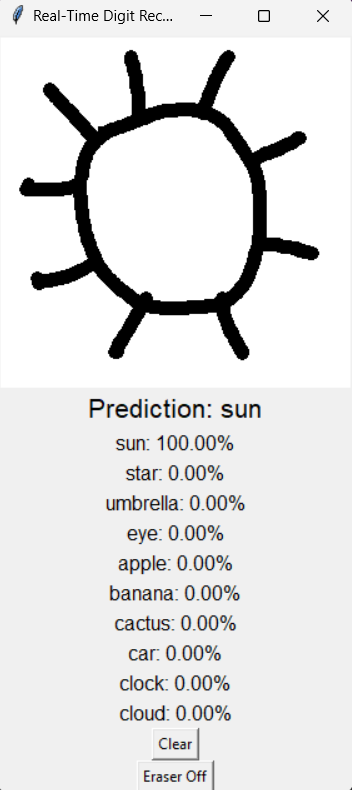 Real-Time Digit Rec...
Prediction: sun
sun: 100.00%
star: 0.00%
umbrella: 0.00%
eye: 0.00%
apple: 0.00%
banana: 0.00%
cactus: 0.00%
car: 0.00%
clock: 0.00%
cloud: 0.00%
Clear
Eraser Off